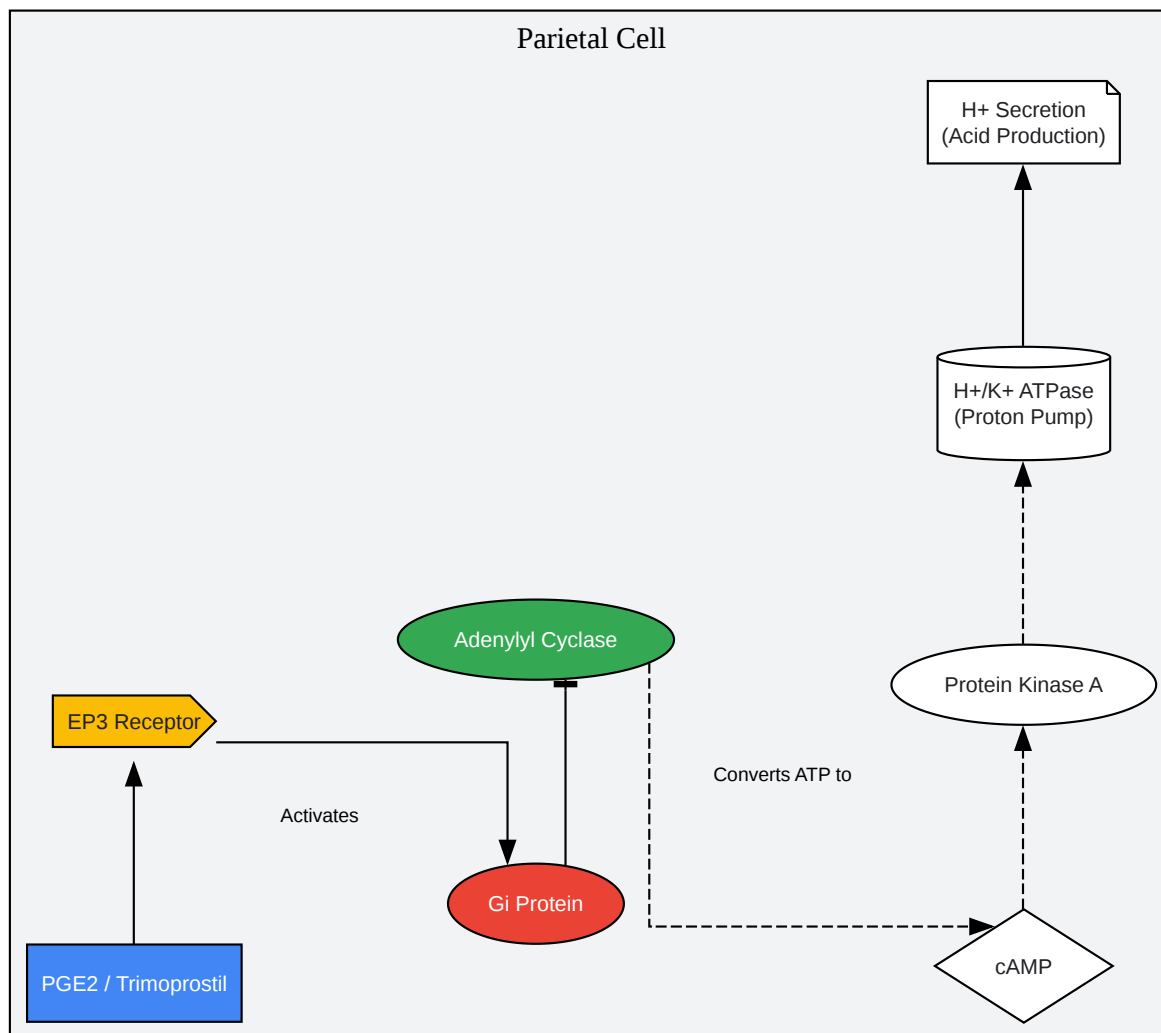 Parietal Cell
H+ Secretion
(Acid Production)
H+/K+ ATPase
(Proton Pump)
Adenylyl Cyclase
Protein Kinase A
EP3 Receptor
Converts ATP to
Activates
Gi Protein
PGE2 / Trimoprostil
cAMP